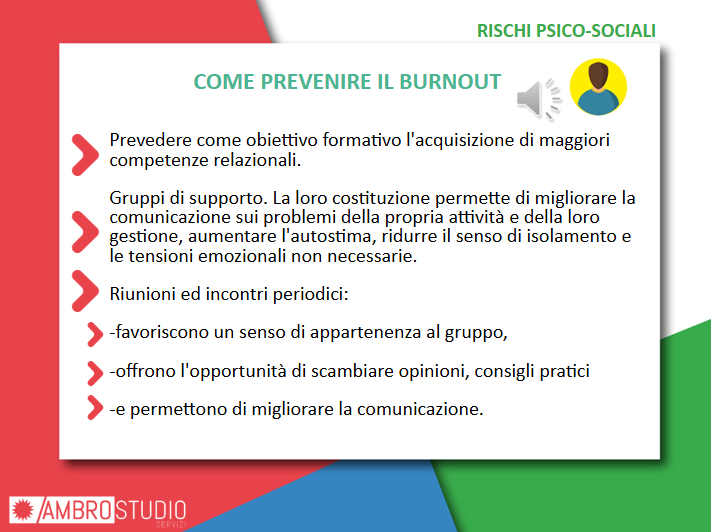 RISCHI PSICO-SOCIALI
COME PREVENIRE IL BURNOUT
Prevedere come obiettivo formativo l'acquisizione di maggiori
competenze relazionali.
Gruppi di supporto. La loro costituzione permette di migliorare la
comunicazione sui problemi della propria attività e della loro
gestione, aumentare l'autostima, ridurre il senso di isolamento e
le tensioni emozionali non necessarie.
Riunioni ed incontri periodici:
-favoriscono un senso di appartenenza al gruppo,
-offrono l'opportunità di scambiare opinioni, consigli pratici
-e permettono di migliorare la comunicazione.
AMBROSTUDIO
SERVIZI